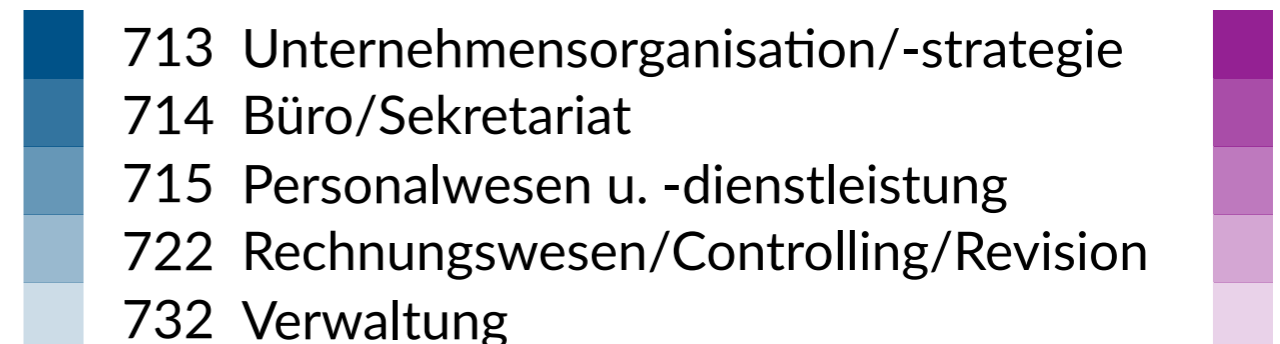 713 Unternehmensorganisation/-strategie
714 Büro/Sekretariat
715 Personalwesen u. -dienstleistung
722 Rechnungswesen/Controlling/Revision
732 Verwaltung